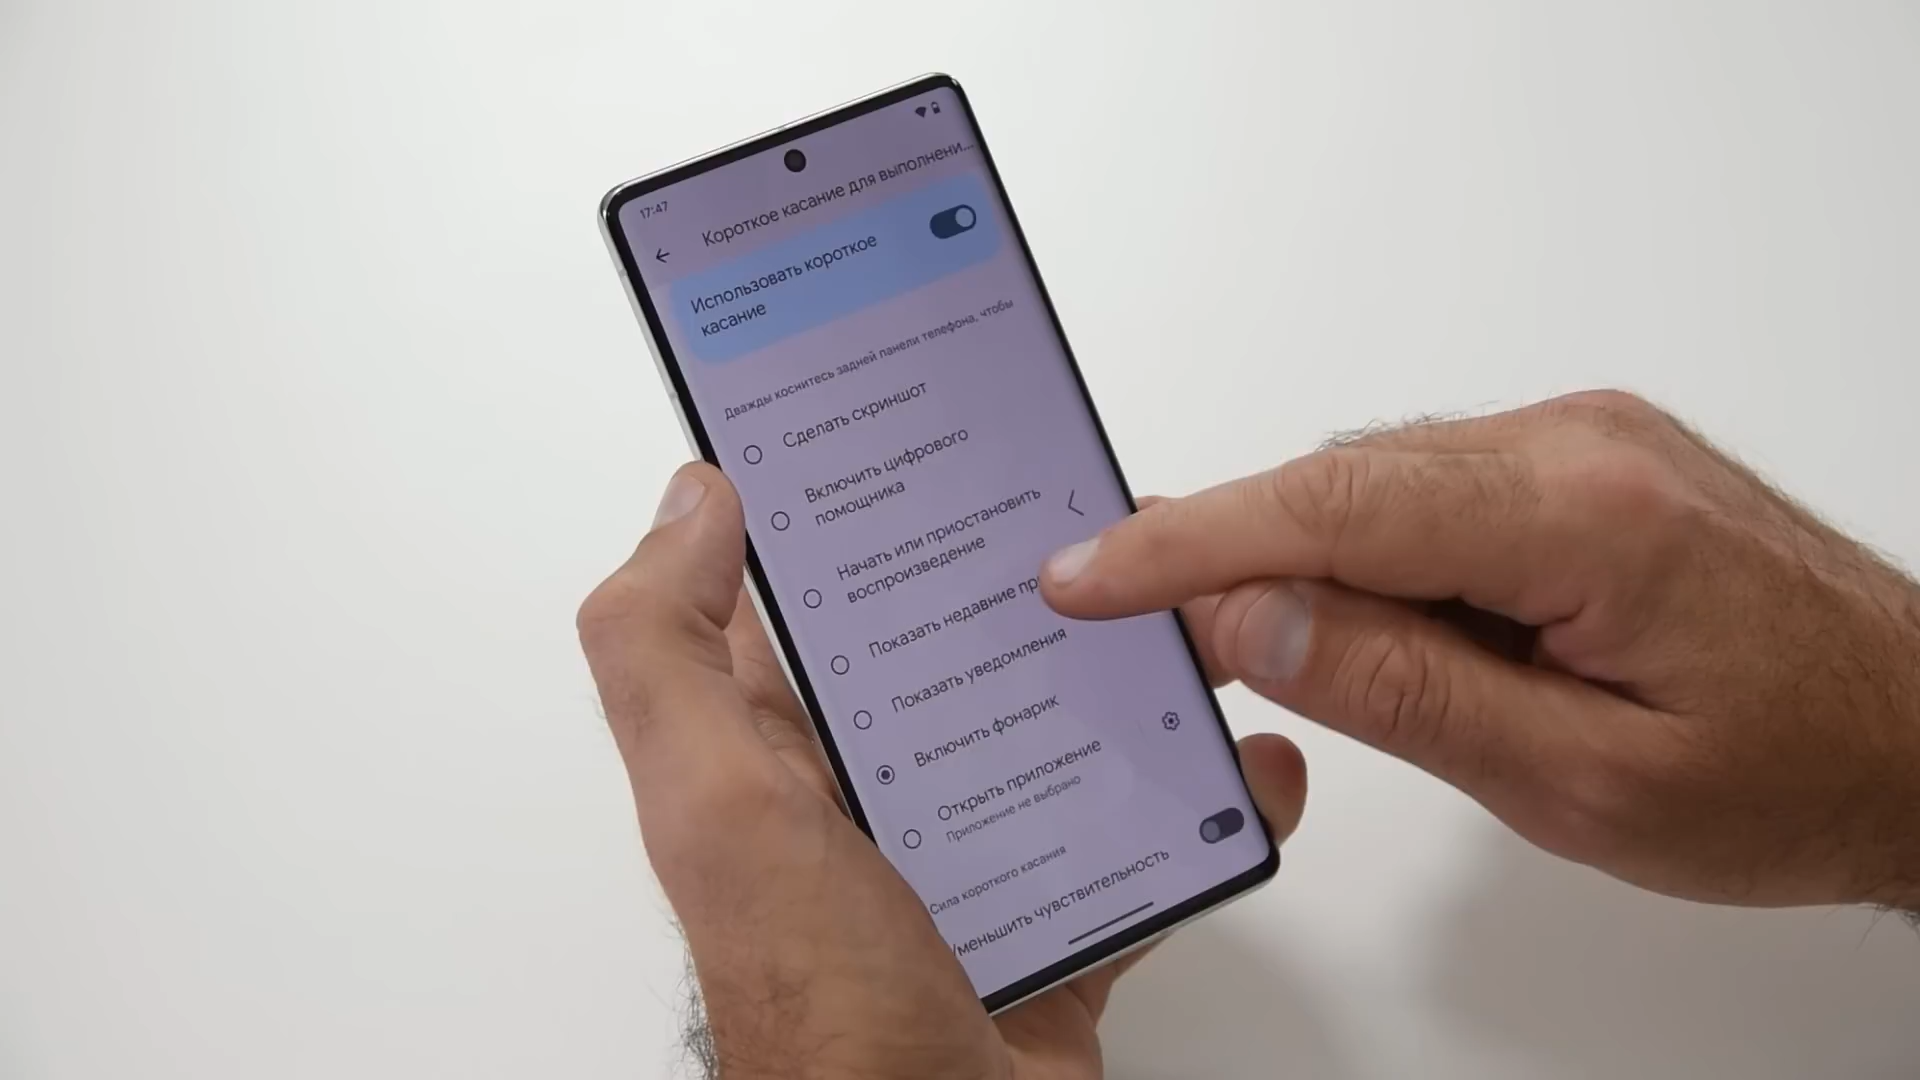 17:47
Короткое касание для выполнени...
Использовать короткое
касание
Дважды коснитесь задней панели телефона, чтобы
Сделать скриншот
Включить цифрового
помощника
Начать или приостановить
воспроизведение
Показать недавние
Показать уведомления
Включить фонарик
Открыть приложение
Приложение не выбрано
Сила короткого касания
Уменьшить чувствительность